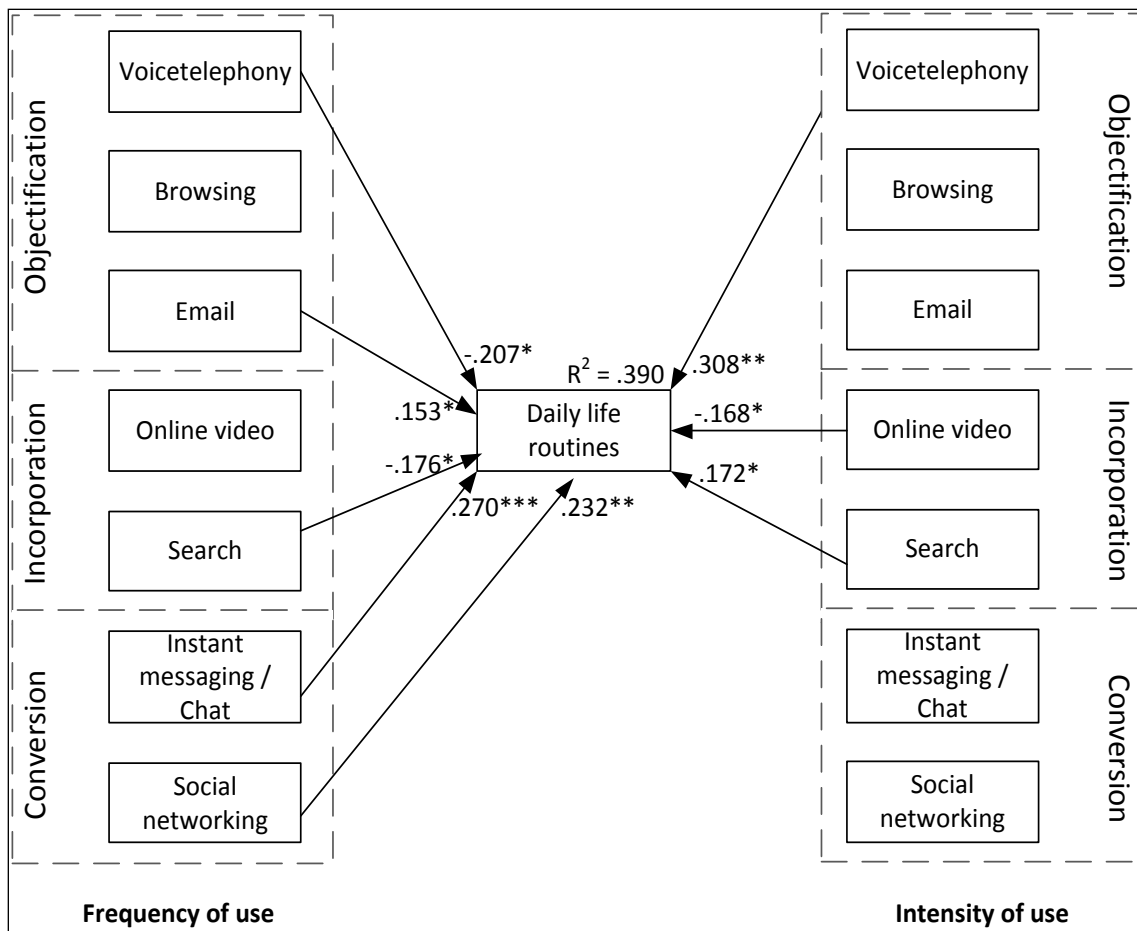 Objectification
Voicetelephony
Browsing
Email
Incorporation
Online video
Search
Conversion
Instant
messaging /
Chat
Social
networking
Frequency of use
-.207*
.153*
-.176*
.270***
.232**
R² = .390
Daily life
routines
.308**
-.168*
.172*
Voicetelephony
Browsing
Email
Objectification
Online video
Search
Incorporation
Instant
messaging /
Chat
Social
networking
Conversion
Intensity of use